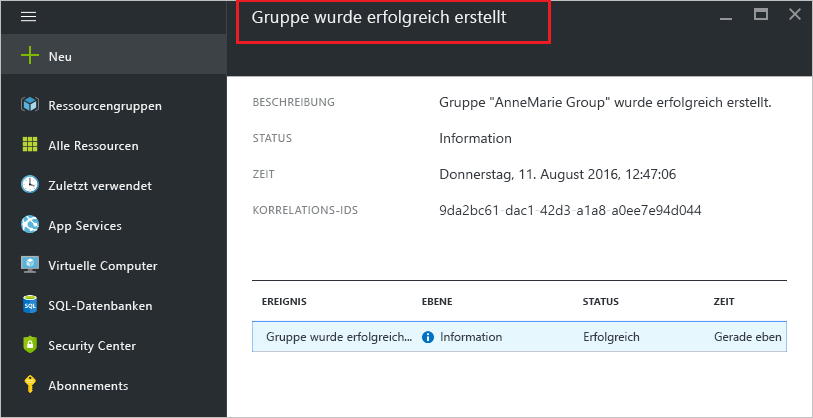 Gruppe wurde erfolgreich erstellt
Neu
Ressourcengruppen
Alle Ressourcen
Zuletzt verwendet
App Services
Virtuelle Computer
SQL-Datenbanken
Security Center
Abonnements
BESCHREIBUNG Gruppe "AnneMarie Group" wurde erfolgreich erstellt.
STATUS Information
ZEIT Donnerstag, 11. August 2016, 12:47:06
KORRELATIONS-IDS 9da2bc61-dac1-42d3-a1a8-a0ee7e94d044
EREIGNIS EBENE STATUS ZEIT
Gruppe wurde erfolgreich... Information Erfolgreich Gerade eben